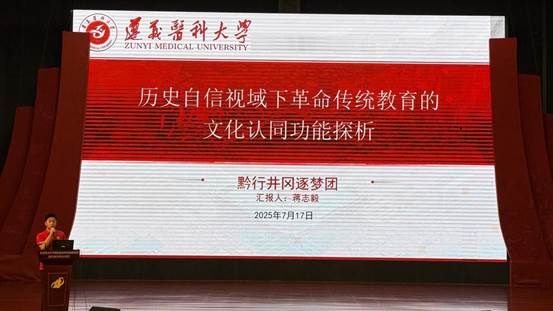 遵义医科大学
ZUNYI MEDICAL UNIVERSITY
历史自信视域下革命传统教育的
文化认同功能探析
黔行井冈逐梦团
汇报人：蒋志毅
2025年7月17日